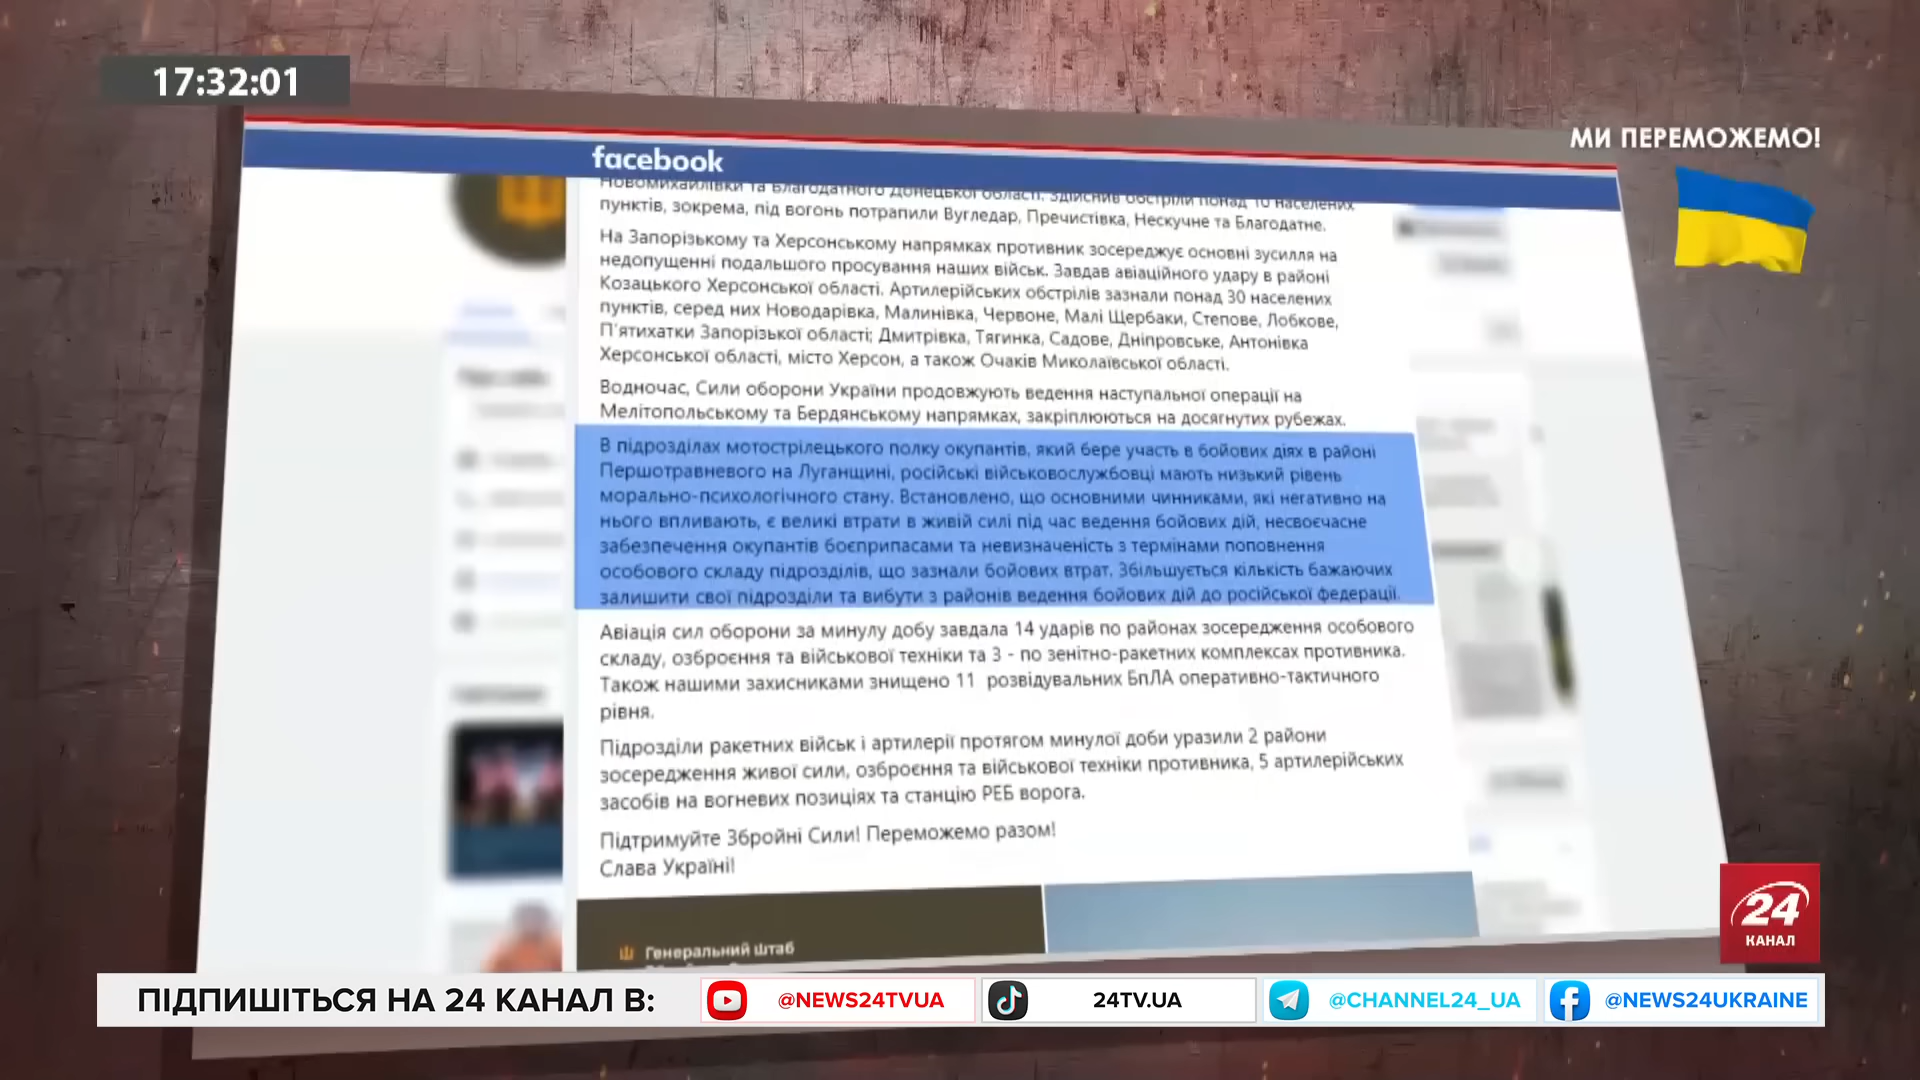 17:32:01
МИ ПЕРЕМОЖЕМО!
facebook
Новомихайлівки та Благодатного Донецької області. Здійснив обстріли понад 10 населених
пунктів, зокрема, під вогонь потрапили Вугледар, Пречистівка, Нескучне та Благодатне.
На Запорізькому та Херсонському напрямках противник зосереджує основні зусилля на
недопущенні подальшого просування наших військ. Завдав авіаційного удару в районі
Козацького Херсонської області. Артилерійських обстрілів зазнали понад 30 населених
пунктів, серед них Новодарівка, Малинівка, Червоне, Малі Щербаки, Степове, Лобкове,
П'ятихатки Запорізької області; Дмитрівка, Тягинка, Садове, Дніпровське, Антонівка
Херсонської області, місто Херсон, а також Очаків Миколаївської області.
Водночас, Сили оборони України продовжують ведення наступальної операції на
Мелітопольському та Бердянському напрямках, закріплюються на досягнутих рубежах.
В підрозділах мотострілецького полку окупантів, який бере участь в бойових діях в районі
Першотравневого на Луганщині, російські військовослужбовці мають низький рівень
морально-психологічного стану. Встановлено, що основними чинниками, які негативно на
нього впливають, є великі втрати в живій силі під час ведення бойових дій, несвоєчасне
забезпечення окупантів боєприпасами та невизначеність з термінами поповнення
особового складу підрозділів, що зазнали бойових втрат. Збільшується кількість бажаючих
залишити свої підрозділи та вибути з районів ведення бойових дій до російської федерації.
Авіація сил оборони за минулу добу завдала 14 ударів по районах зосередження особового
складу, озброєння та військової техніки та 3 - по зенітно-ракетних комплексах противника.
Також нашими захисниками знищено 11 розвідувальних БпЛА оперативно-тактичного
рівня.
Підрозділи ракетних військ і артилерії протягом минулої доби уразили 2 райони
зосередження живої сили, озброєння та військової техніки противника, 5 артилерійських
засобів на вогневих позиціях та станцію РЕБ ворога.
Підтримуйте Збройні Сили! Переможемо разом!
Слава Україні!
Генеральний штаб
24
КАНАЛ
ПІДПИШІТЬСЯ НА 24 КАНАЛ В:
@NEWS24TVUA
24TV.UA
@CHANNEL24_UA
@NEWS24UKRAINE